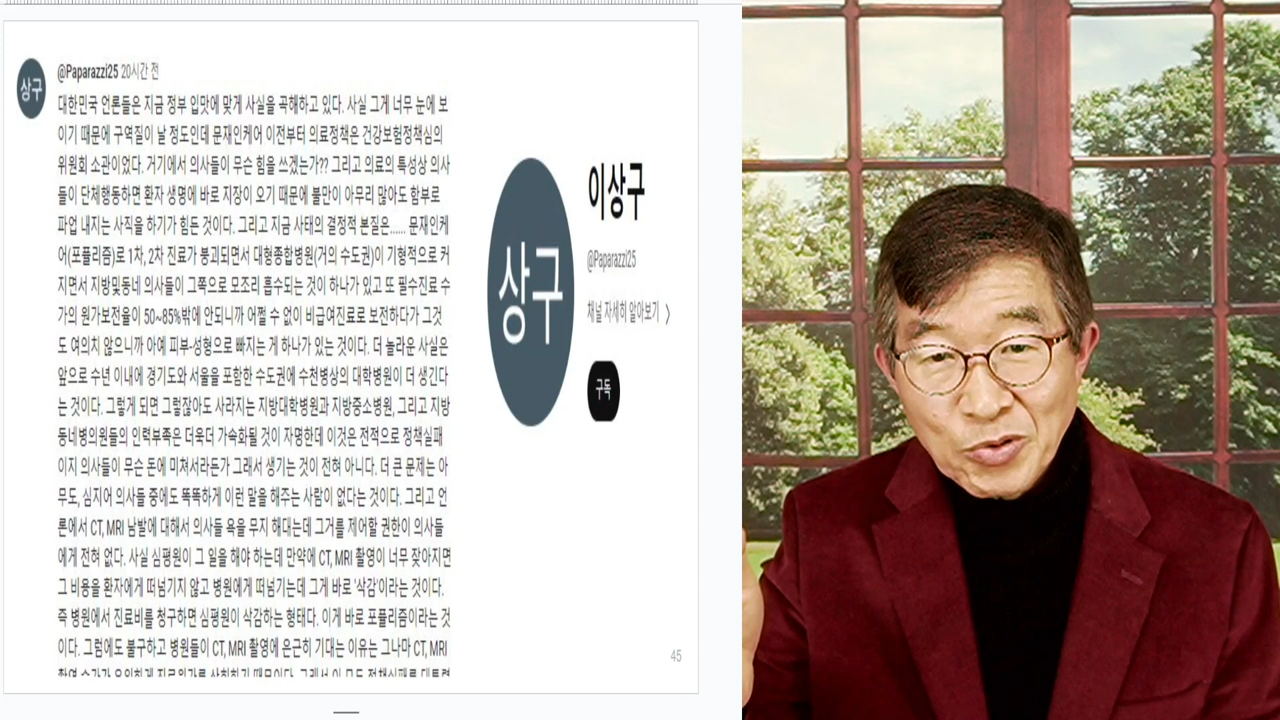 상구
@Paparazzi25 20시간 전
대한민국 언론들은 지금 정부 입맛에 맞게 사실을 곡해하고 있다. 사실 그게 너무 눈에 보
이기 때문에 구역질이 날 정도인데 문재인케어 이전부터 의료정책은 건강보험정책심의
위원회 소관이었다. 거기에서 의사들이 무슨 힘을 쓰겠는가?? 그리고 의료의 특성상 의사
들이 단체행동하면 환자 생명에 바로 지장이 오기 때문에 불만이 아무리 많아도 함부로
파업 내지는 사직을 하기가 힘든 것이다. 그리고 지금 사태의 결정적 본질은...... 문재인케
어(포퓰리즘)로 1차, 2차 진료가 붕괴되면서 대형종합병원(거의 수도권)이 기형적으로 커
지면서 지방및동네 의사들이 그쪽으로 모조리 흡수되는 것이 하나가 있고 또 필수진료 수
가의 원가보전율이 50~85%밖에 안되니까 어쩔 수 없이 비급여진료로 보전하다가 그것
도 여의치 않으니까 아예 피부-성형으로 빠지는 게 하나가 있는 것이다. 더 놀라운 사실은
앞으로 수년 이내에 경기도와 서울을 포함한 수도권에 수천병상의 대학병원이 더 생긴다
는 것이다. 그렇게 되면 그렇잖아도 사라지는 지방대학병원과 지방중소병원, 그리고 지방
동네병의원들의 인력부족은 더욱더 가속화될 것이 자명한데 이것은 전적으로 정책실패
이지 의사들이 무슨 돈에 미쳐서라든가 그래서 생기는 것이 전혀 아니다. 더 큰 문제는 아
무도, 심지어 의사들 중에도 똑똑하게 이런 말을 해주는 사람이 없다는 것이다. 그리고 언
론에서 CT, MRI 남발에 대해서 의사들 욕을 무지 해대는데 그거를 제어할 권한이 의사들
에게 전혀 없다. 사실 심평원이 그 일을 해야 하는데 만약에 CT, MRI 촬영이 너무 잦아지면
그 비용을 환자에게 떠넘기지 않고 병원에게 떠넘기는데 그게 바로 '삭감'이라는 것이다.
즉 병원에서 진료비를 청구하면 심평원이 삭감하는 형태다. 이게 바로 포퓰리즘이라는 것
이다. 그럼에도 불구하고 병원들이 CT, MRI 촬영에 은근히 기대는 이유는 그나마 CT, MRI
상구
이상구
@Paparazzi25
채널 자세히 알아보기 〉
구독
45